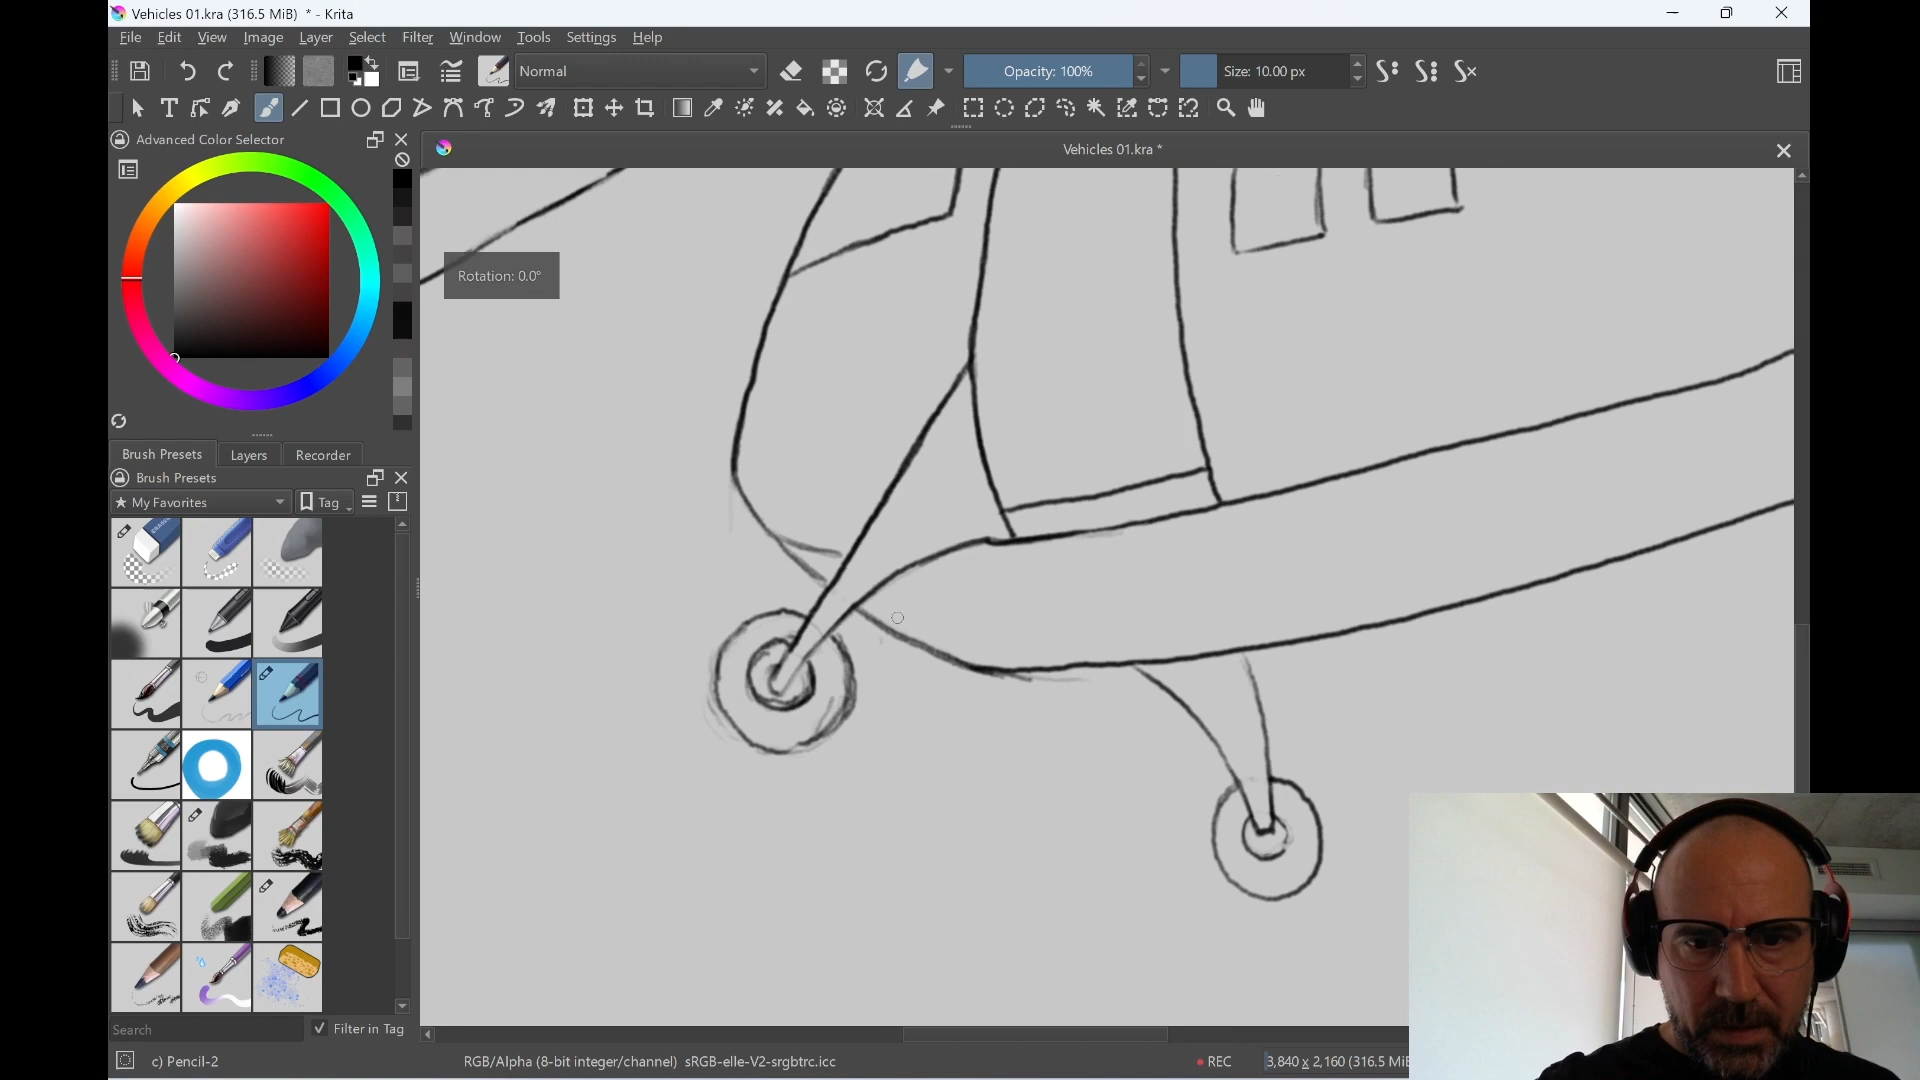 Vehicles 01.kra (316.5 MiB) * - Krita
File Edit View Image Layer Select Filter Control Window Tools Settings Help
Normal Opacity: 100% Size: 10.00 px
Advanced Color Selector
Vehicles 01.kra *
Rotation: 0.0°
Brush Presets Layers Recorder
Brush Presets
★ My Favorites Tag
Search Filter in Tag
c) Pencil-2 RGB/Alpha (8-bit integer/channel) sRGB-elle-V2-srgbtrc.icc REC 3,840 x 2,160 (316.5 MiB